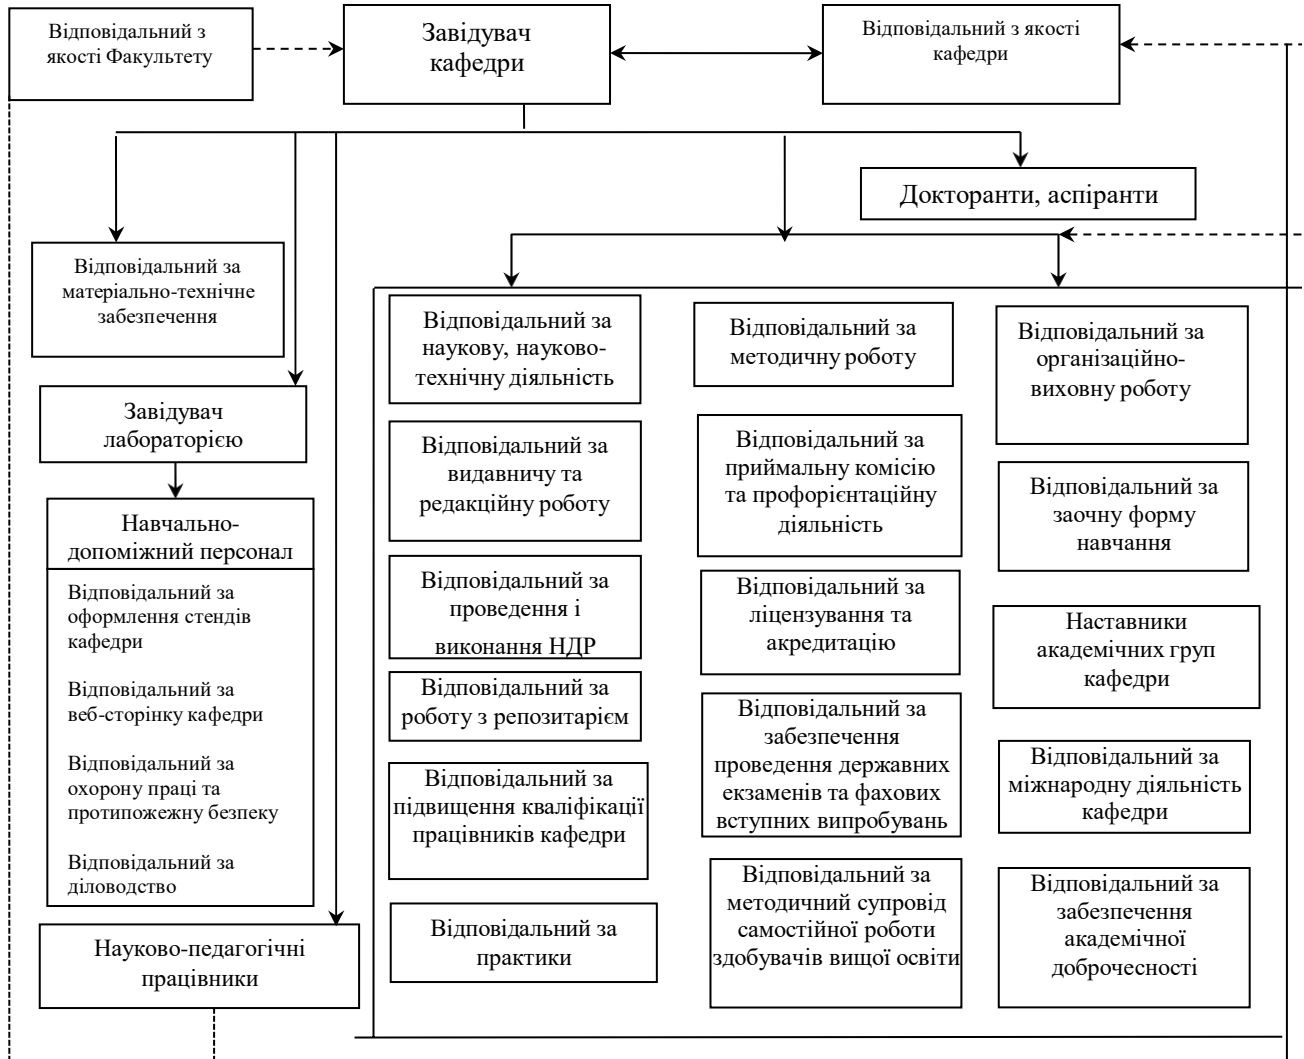 Відповідальний з
якості Факультету
Завідувач
кафедри
Відповідальний з якості
кафедри
Докторанти, аспіранти
Відповідальний за
матеріально-технічне
забезпечення
Завідувач
лабораторією
Навчально-
допоміжний персонал
Відповідальний за
оформлення стендів
кафедри
Відповідальний за
веб-сторінку кафедри
Відповідальний за
охорону праці та
протипожежну безпеку
Відповідальний за
діловодство
Науково-педагогічні
працівники
Відповідальний за
наукову, науково-
технічну діяльність
Відповідальний за
видавничу та
редакційну роботу
Відповідальний за
проведення і
виконання НДР
Відповідальний за
роботу з репозитарієм
Відповідальний за
підвищення кваліфікації
працівників кафедри
Відповідальний за
практики
Відповідальний за
методичну роботу
Відповідальний за
приймальну комісію
та профорієнтаційну
діяльність
Відповідальний за
ліцензування та
акредитацію
Відповідальний за
забезпечення
проведення державних
екзаменів та фахових
вступних випробувань
Відповідальний за
методичний супровід
самостійної роботи
здобувачів вищої освіти
Відповідальний за
організаційно-
виховну роботу
Відповідальний за
заочну форму
навчання
Наставники
академічних груп
кафедри
Відповідальний за
міжнародну діяльність
кафедри
Відповідальний за
забезпечення
академічної
доброчесності